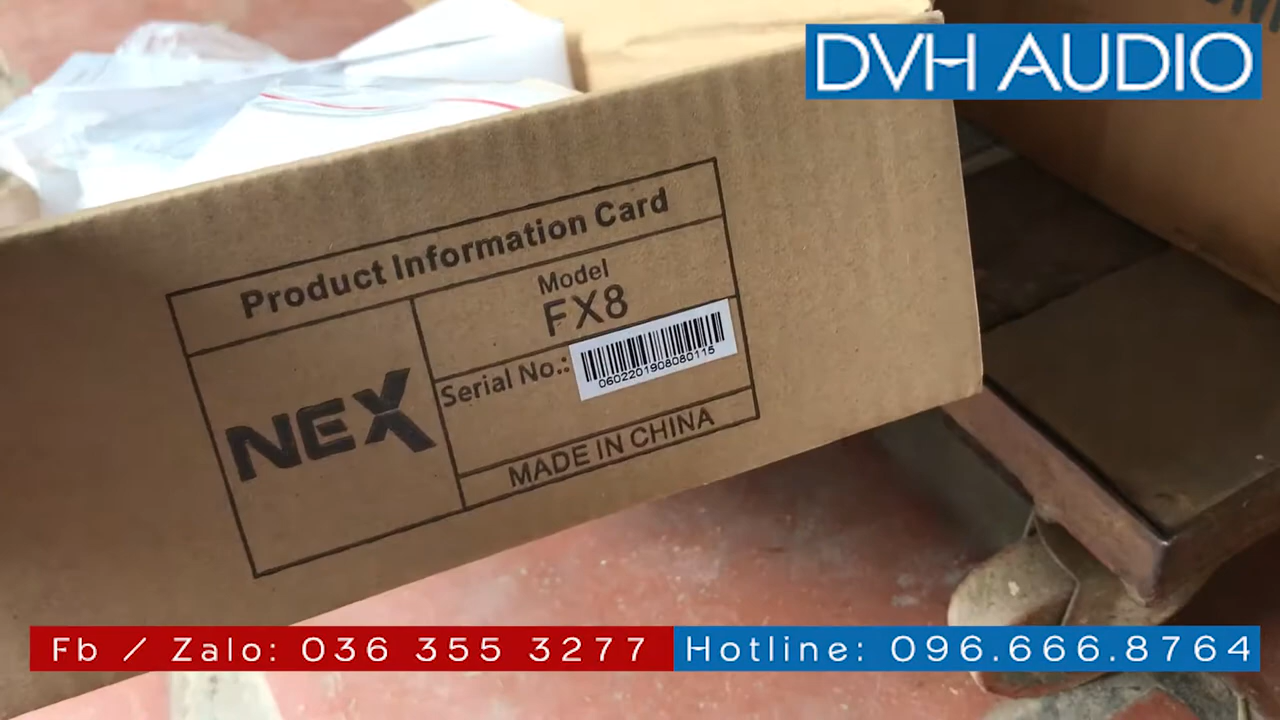 DVH AUDIO
Product Information Card
Model
FX8
NEX
Serial No.:
0602201908080115
MADE IN CHINA
Fb / Zalo: 036 355 3277
Hotline: 096.666.8764